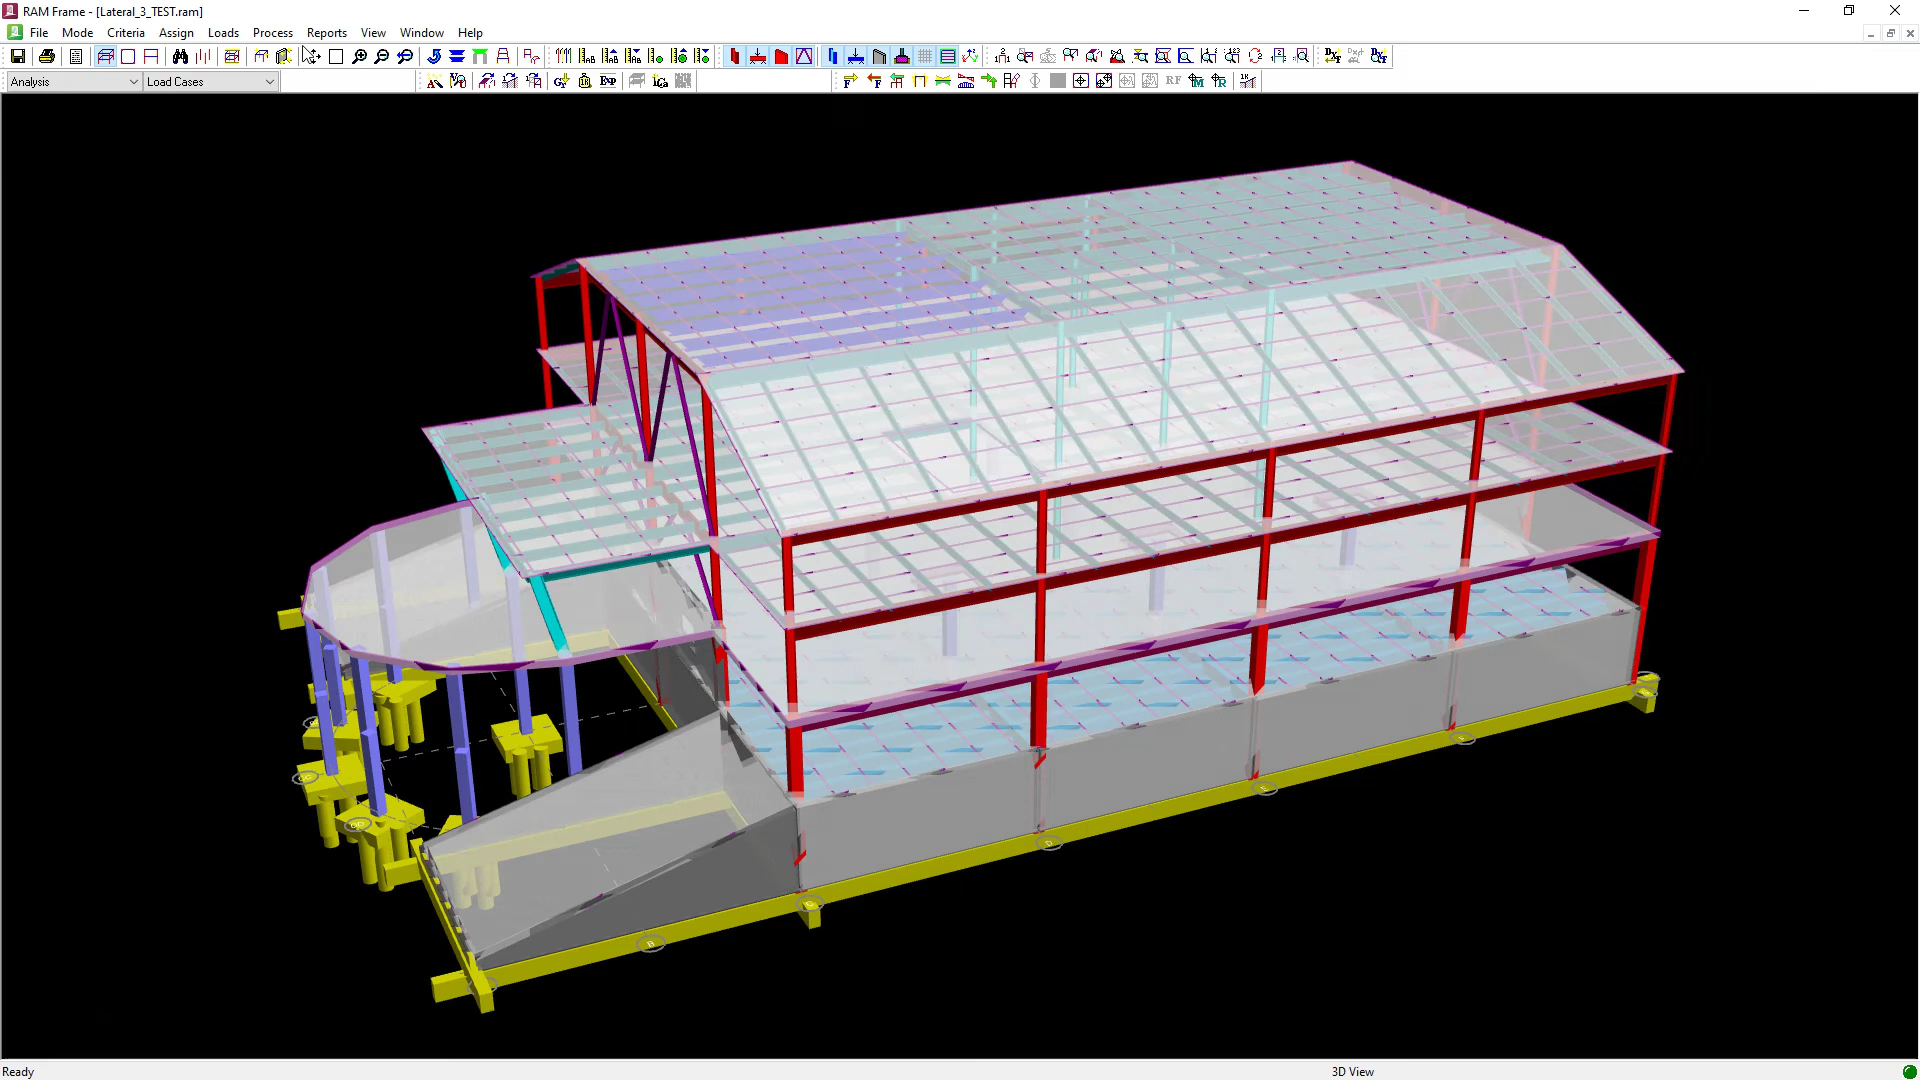 RAM Frame - [Lateral_3_TEST.ram]
File Mode Criteria Assign Loads Process Reports View Window Help
Analysis Load Cases
B
D
E
Ready 3D View